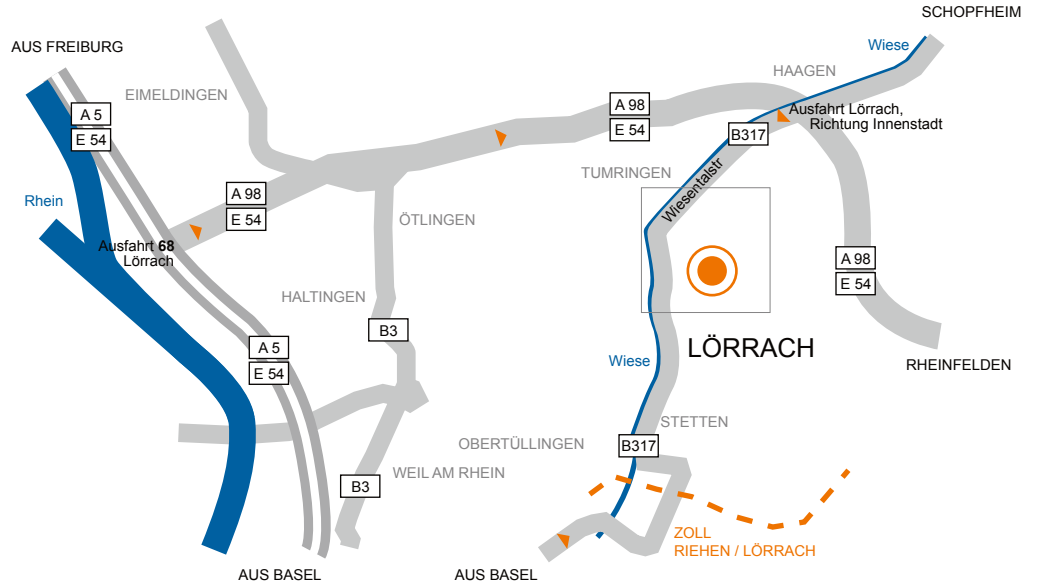 SCHOPFHEIM
AUS FREIBURG
Wiese
HAAGEN
EIMELDINGEN
A 98
E 54
A 5
E 54
Ausfahrt Lörrach,
Richtung Innenstadt
B317
TUMRINGEN
Wiesentalstr
A 98
E 54
Rhein
ÖTLINGEN
Ausfahrt 68
Lörrach
A 98
E 54
HALTINGEN
B3
A 5
E 54
LÖRRACH
Wiese
RHEINFELDEN
STETTEN
OBERTÜLLINGEN
B317
WEIL AM RHEIN
B3
ZOLL
RIEHEN / LÖRRACH
AUS BASEL
AUS BASEL